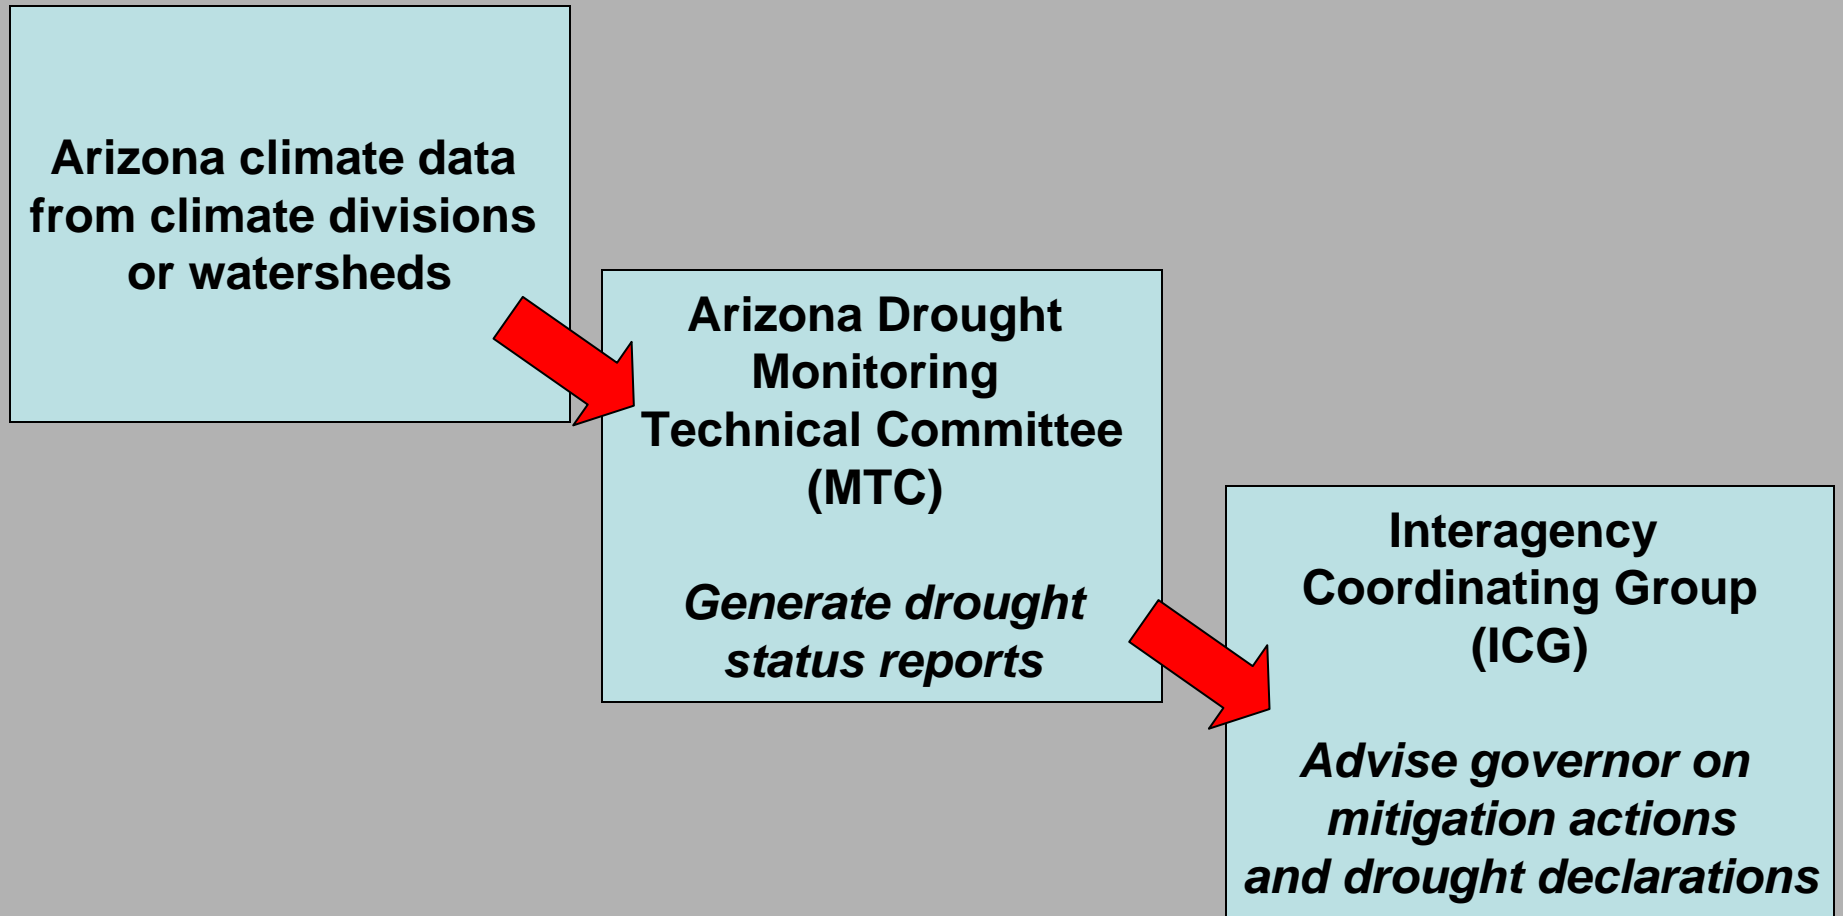 Arizona climate data
from climate divisions
or watersheds
Arizona Drought
Monitoring
Technical Committee
(MTC)
Generate drought
status reports
Interagency
Coordinating Group
(ICG)
Advise governor on
mitigation actions
and drought declarations